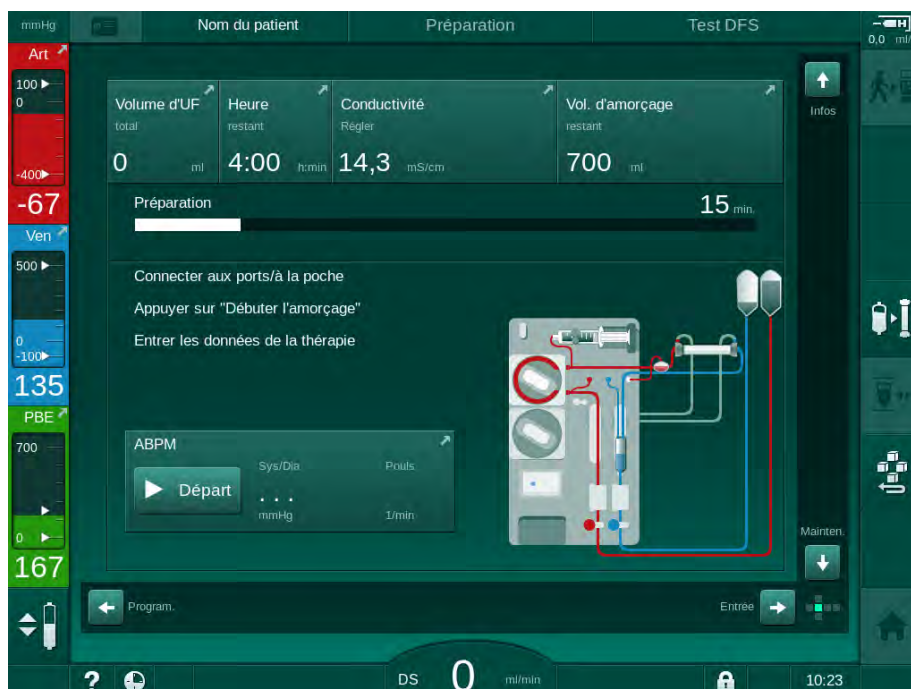 mmHg
Nom du patient
Préparation
Test DFS
0,0 ml/
Art
100
0
-400
-67
Ven
500
0
-100
135
PBE
700
0
167
Volume d'UF
total
0 ml
Heure
restant
4:00 h:min
Conductivité
Régler
14,3 mS/cm
Vol. d'amorçage
restant
700 ml
Infos
Préparation
15 min.
Connecter aux ports/à la poche
Appuyer sur "Débuter l'amorçage"
Entrer les données de la thérapie
ABPM
Départ
Sys/Dia
. . .
mmHg
Pouls
1/min
Mainten.
Program.
Entrée
?
DS 0 ml/min
10:23